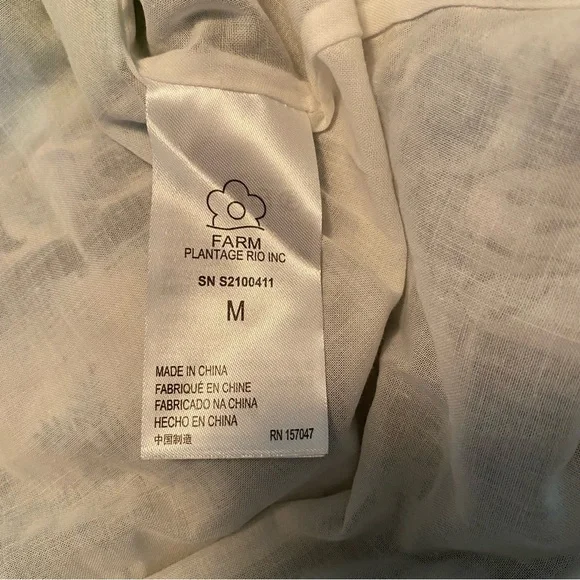 FARM
PLANTAGE RIO INC
SN S2100411
M
MADE IN CHINA
FABRIQUÉ EN CHINE
FABRICADO NA CHINA
HECHO EN CHINA
中国制造
RN 157047